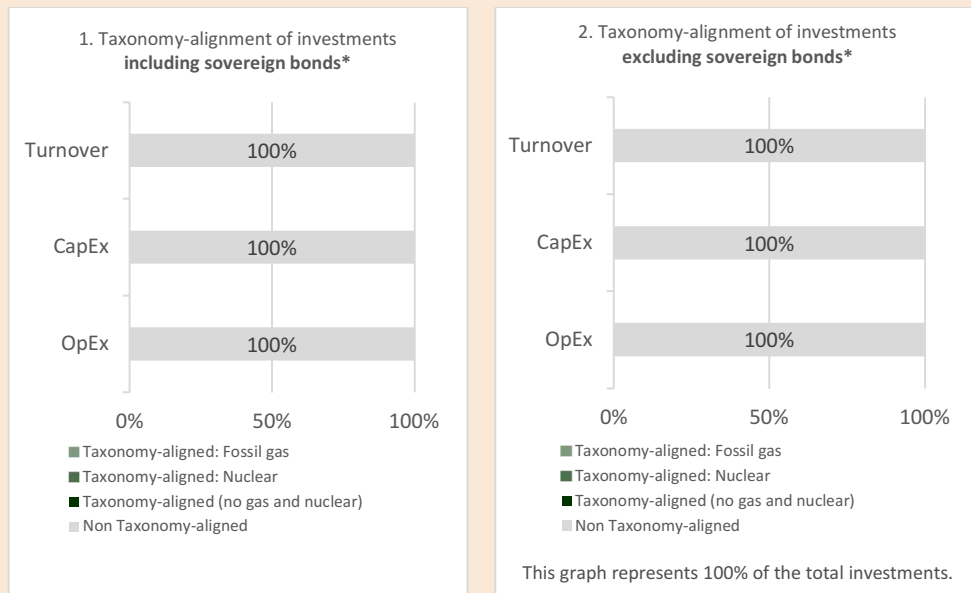 1. Taxonomy-alignment of investments
including sovereign bonds*
Turnover
100%
CapEx
100%
OpEx
100%
0%
50%
100%
Taxonomy-aligned: Fossil gas
Taxonomy-aligned: Nuclear
Taxonomy-aligned (no gas and nuclear)
Non Taxonomy-aligned
2. Taxonomy-alignment of investments
excluding sovereign bonds*
Turnover
100%
CapEx
100%
OpEx
100%
0%
50%
100%
Taxonomy-aligned: Fossil gas
Taxonomy-aligned: Nuclear
Taxonomy-aligned (no gas and nuclear)
Non Taxonomy-aligned
This graph represents 100% of the total investments.